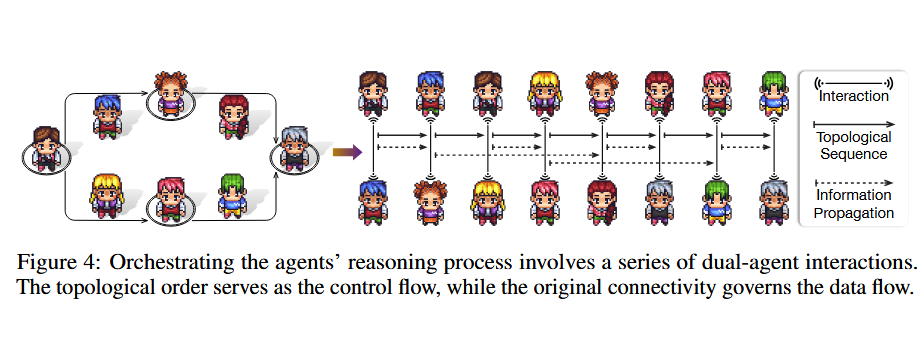 Interaction
Topological
Sequence
Information
Propagation
Figure 4: Orchestrating the agents’ reasoning process involves a series of dual-agent interactions.
The topological order serves as the control flow, while the original connectivity governs the data flow.